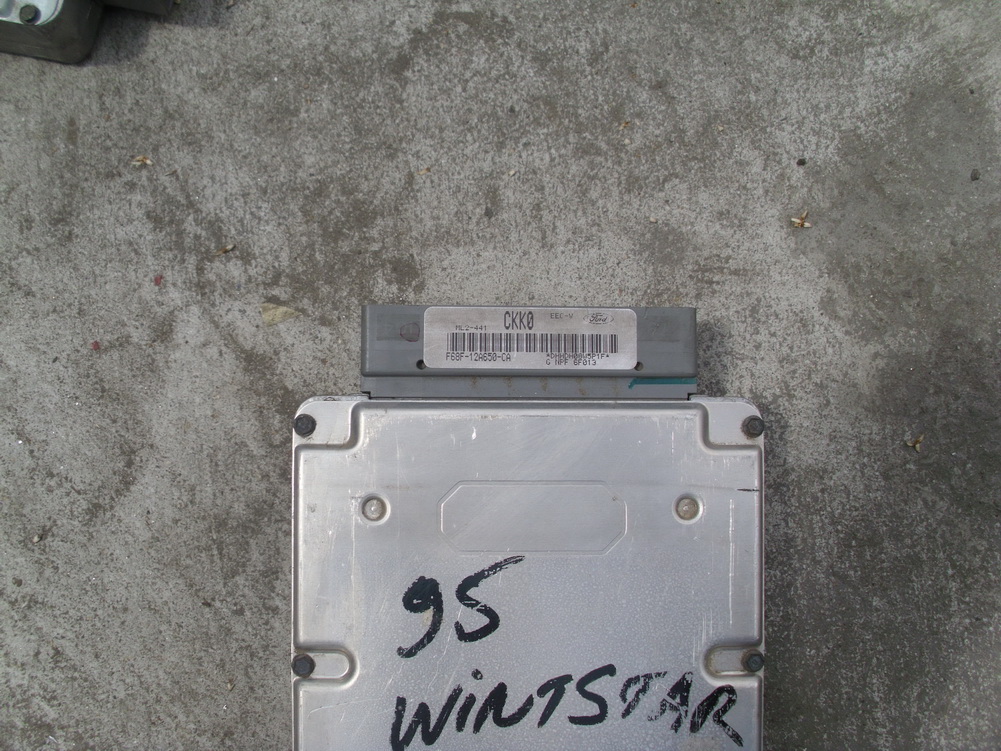 ML2-441 CKK0 EEC-V Ford
F68F-12A650-CA
G NPF 6F013
95
WINTSTAR